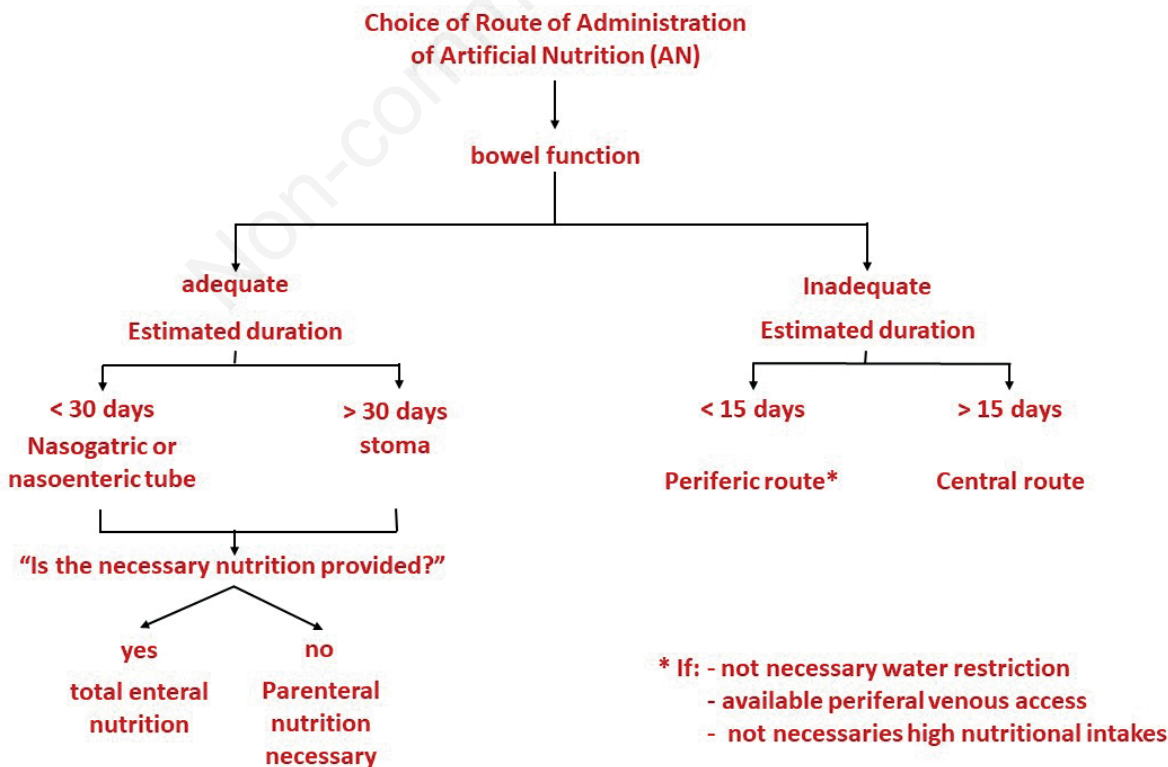 Choice of Route of Administration
of Artificial Nutrition (AN)
bowel function
adequate
Estimated duration
< 30 days
Nasogatric or
nasoenteric tube
> 30 days
stoma
"Is the necessary nutrition provided?"
yes
total enteral
nutrition
no
Parenteral
nutrition
necessary
Inadequate
Estimated duration
< 15 days
Periferic route*
> 15 days
Central route
* If: - not necessary water restriction
- available periferal venous access
- not necessaries high nutritional intakes
Non-comm